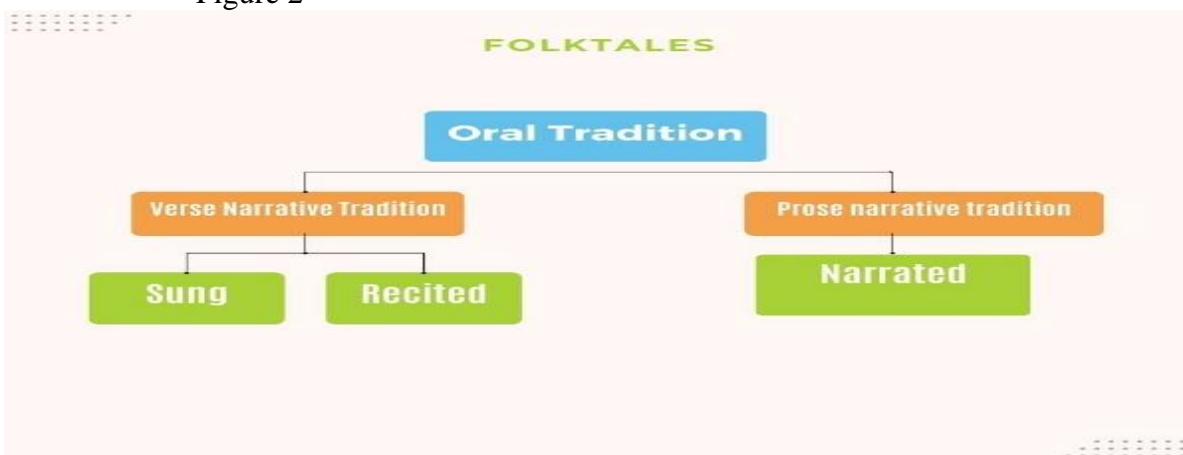 Figure 2
FOLKTALES
Oral Tradition
Verse Narrative Tradition
Prose narrative tradition
Sung
Recited
Narrated